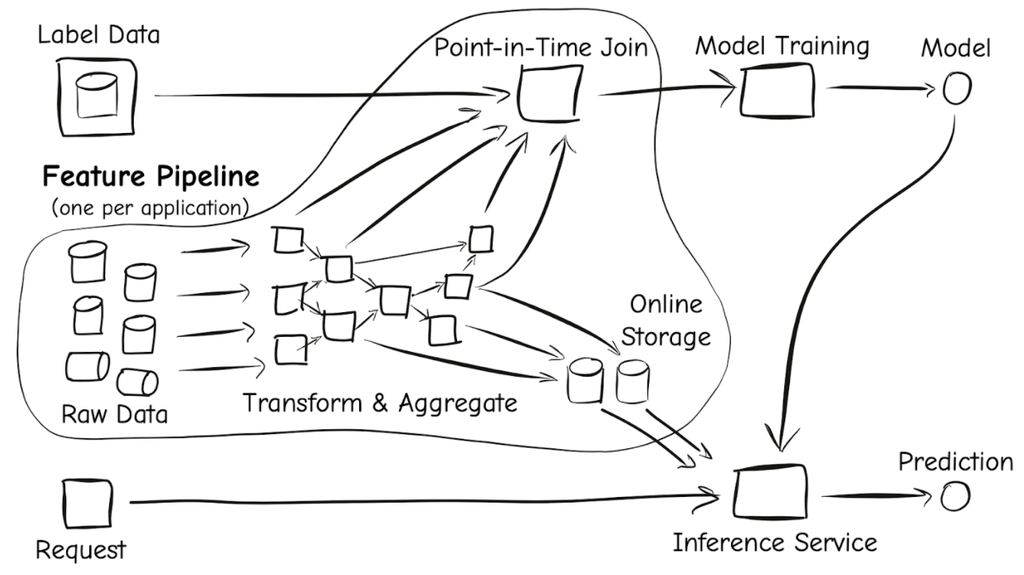 Label Data
Point-in-Time Join
Model Training
Model
Feature Pipeline
(one per application)
Online
Storage
Raw Data
Transform & Aggregate
Request
Inference Service
Prediction